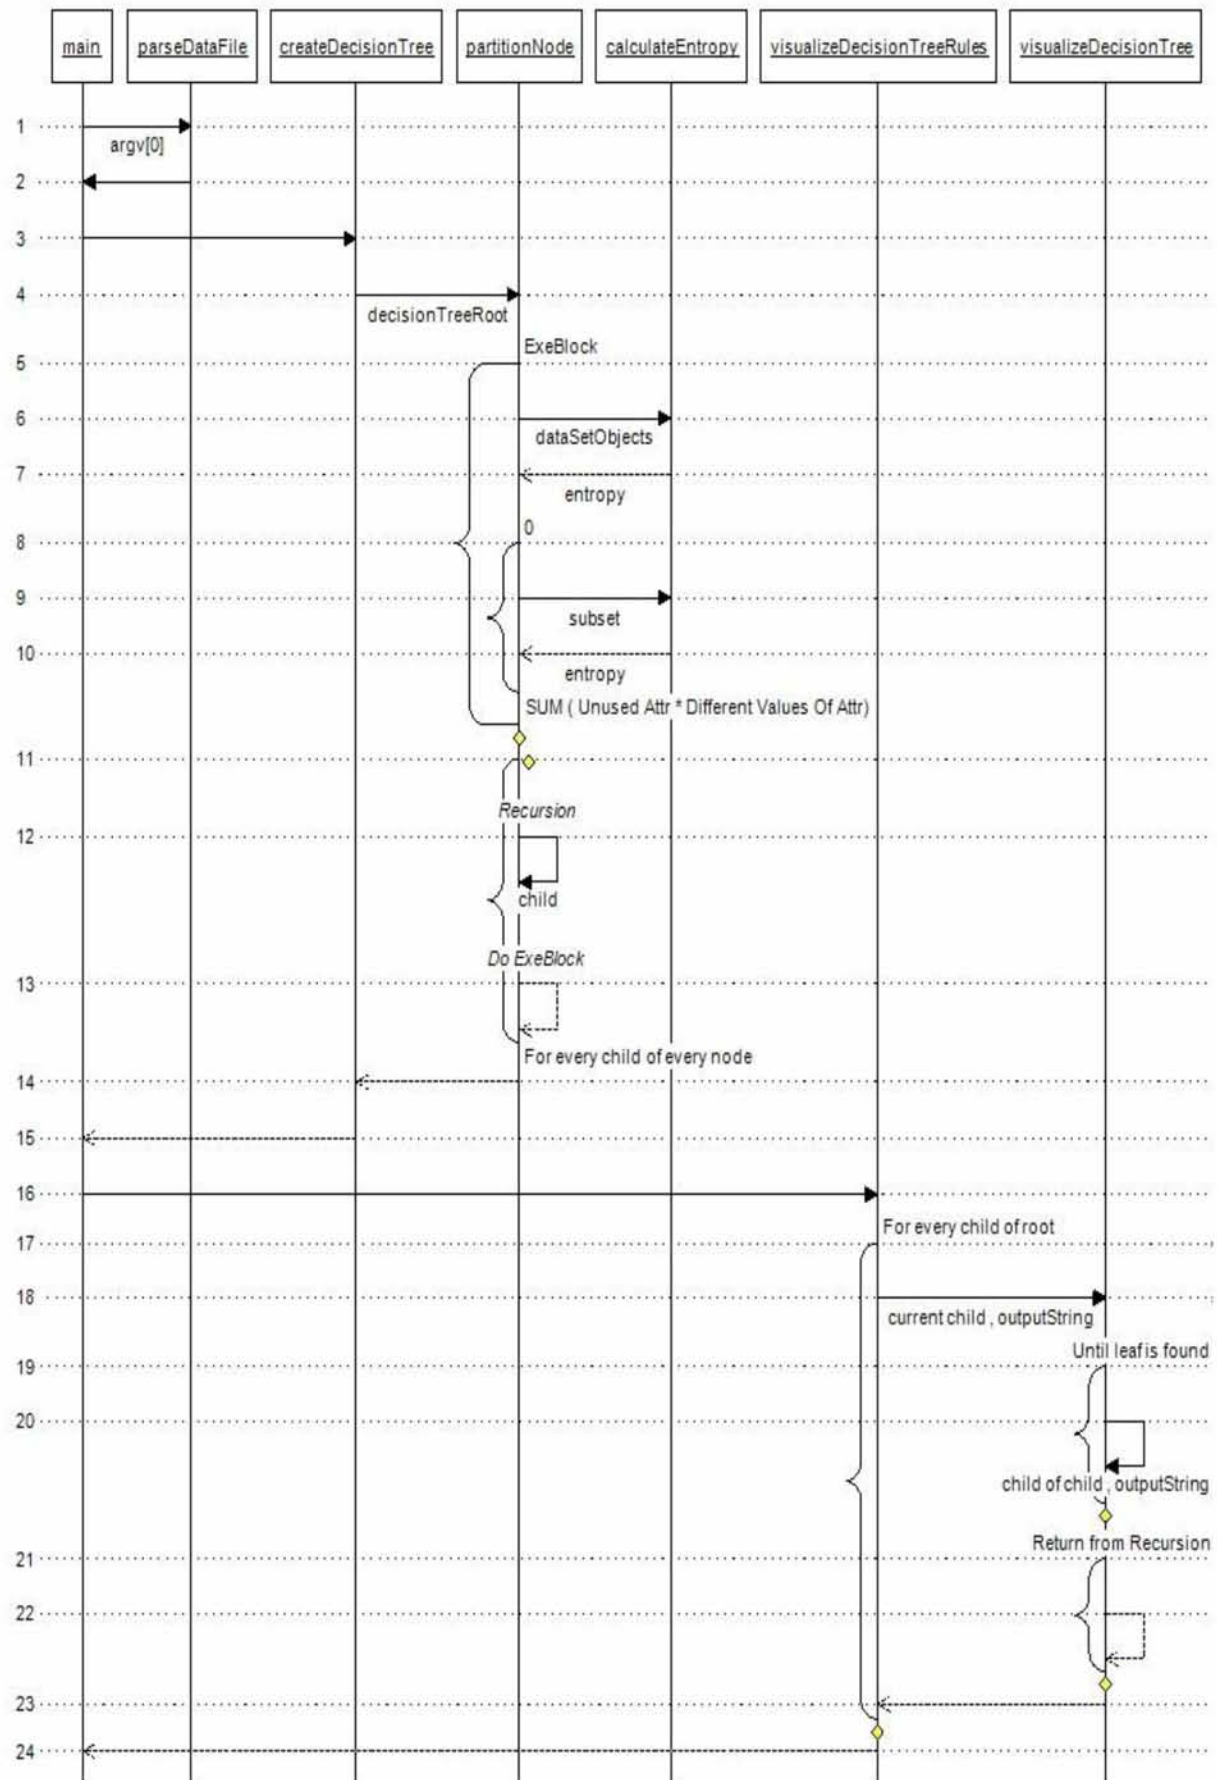 main parseDataFile createDecisionTree partitionNode calculateEntropy visualizeDecisionTreeRules visualizeDecisionTree
1
argv[0]
2
3
4
decisionTreeRoot
ExeBlock
5
6
dataSetObjects
7
entropy
0
8
9
subset
10
entropy
SUM ( Unused Attr * Different Values Of Attr)
11
Recursion
12
child
Do ExeBlock
13
For every child of every node
14
15
16
For every child of root
17
18
current child , outputString
Until leaf is found
19
20
child of child , outputString
Return from Recursion
21
22
23
24